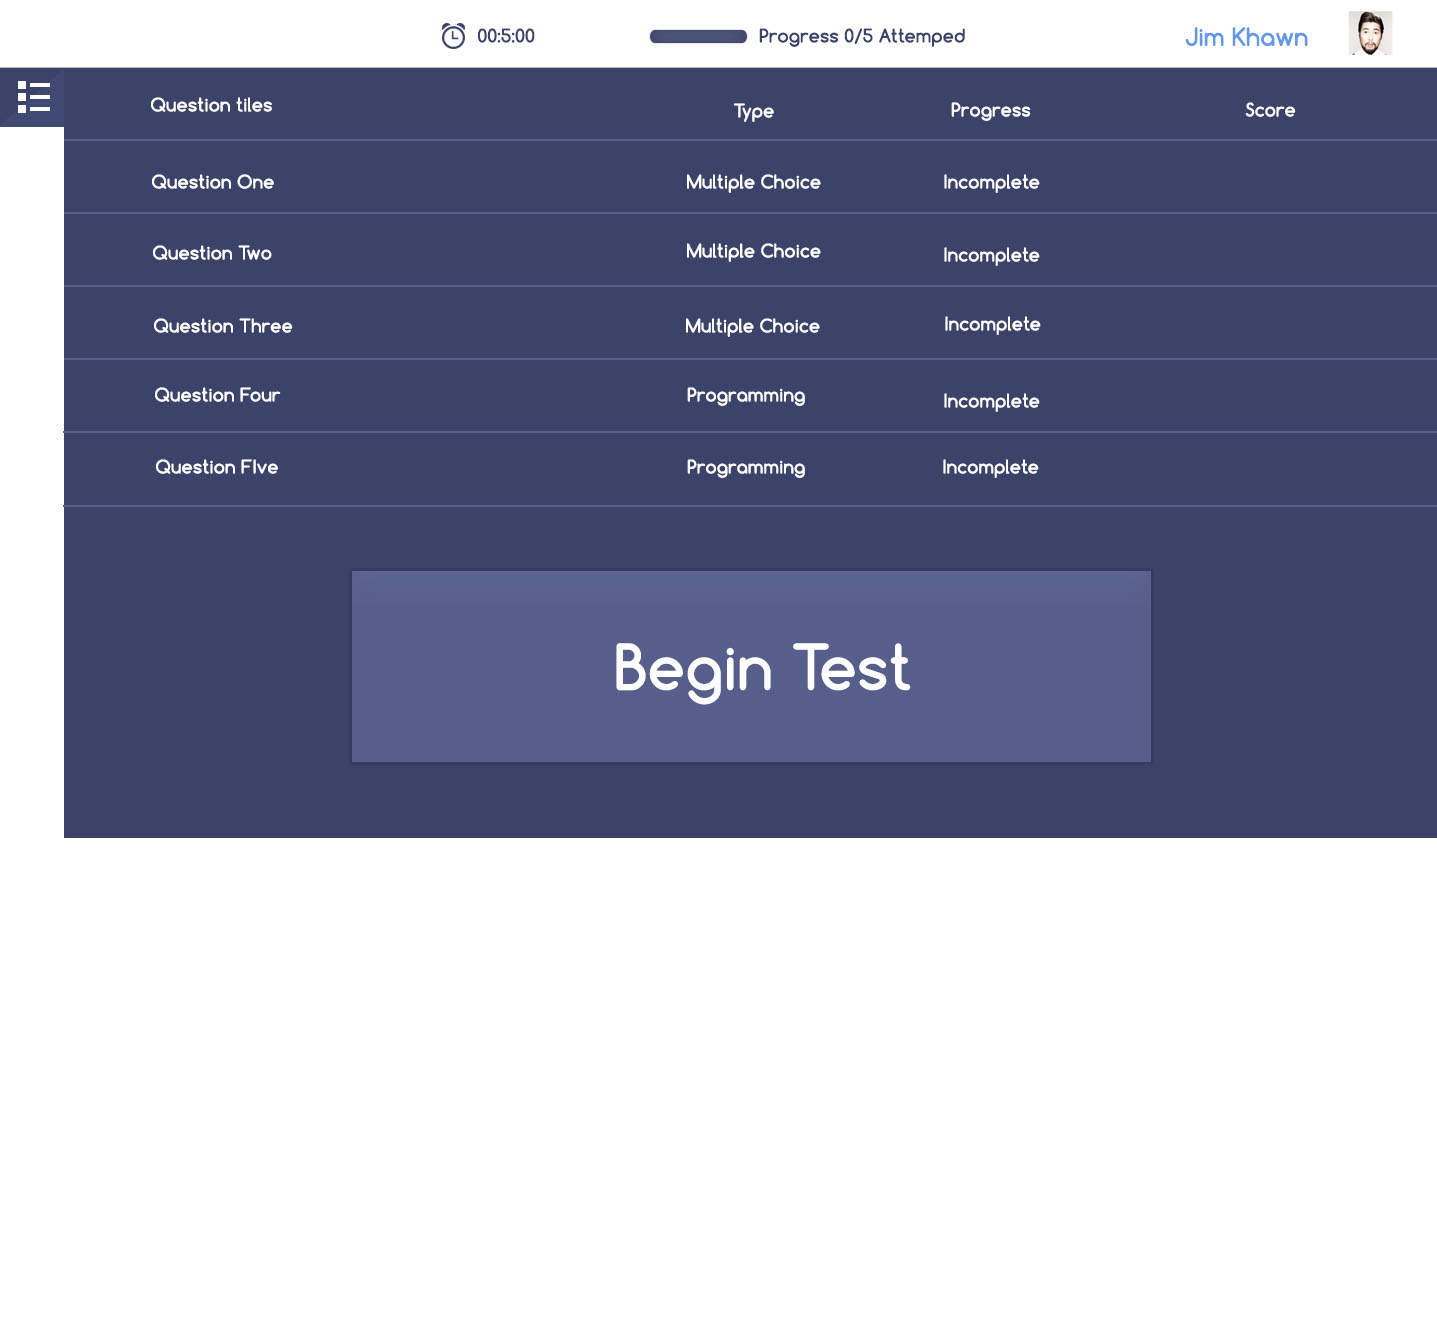 00:5:00 Progress 0/5 Attemped Jim Khawn
Question tiles Type Progress Score
Question One Multiple Choice Incomplete
Question Two Multiple Choice Incomplete
Question Three Multiple Choice Incomplete
Question Four Programming Incomplete
Question FIve Programming Incomplete
Begin Test